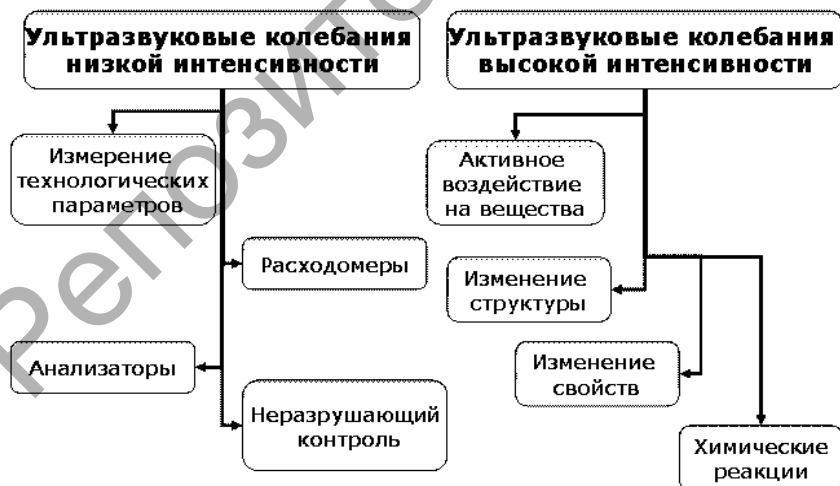 Ультразвуковые колебания
низкой интенсивности
Ультразвуковые колебания
высокой интенсивности
Измерение
технологических
параметров
Активное
воздействие
на вещества
Расходомеры
Изменение
структуры
Анализаторы
Изменение
свойств
Неразрушающий
контроль
Химические
реакции